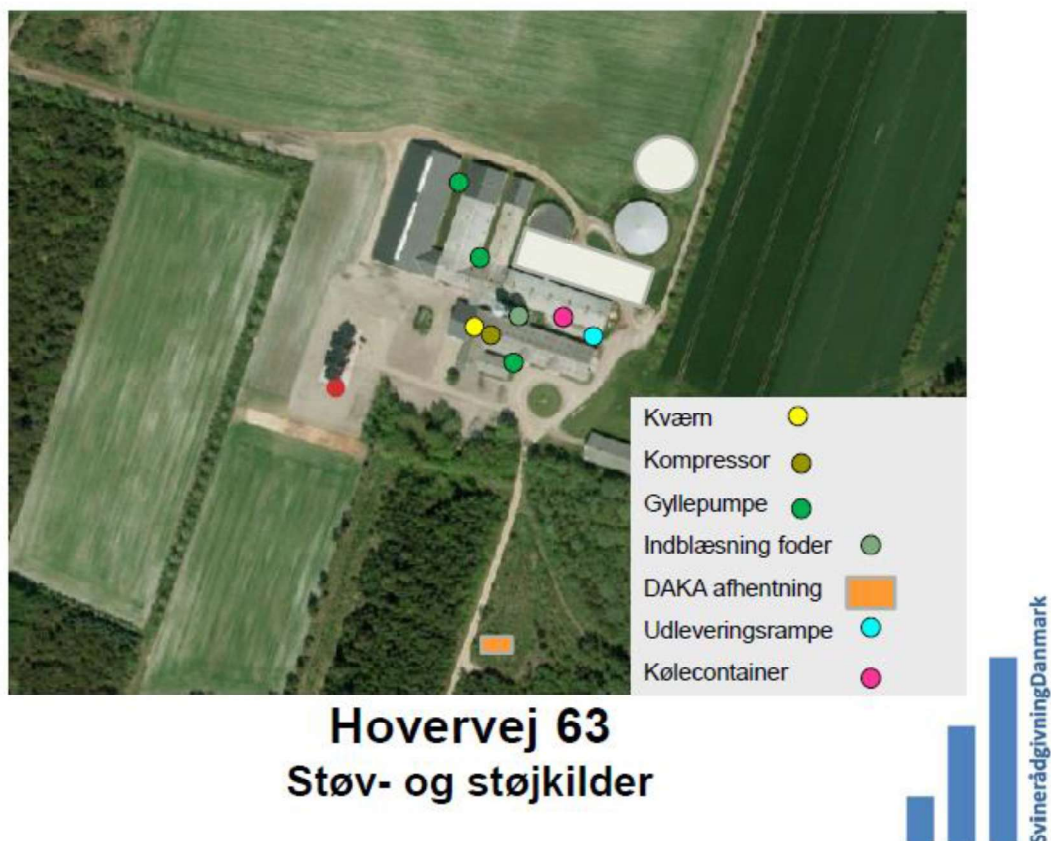 Kværn
Kompressor
Gyllepumpe
Indblæsning foder
DAKA afhentning
Udleveringsrampe
Kølecontainer
Hovervej 63
Støv- og støjkilder
SvinerådgivningDanmark